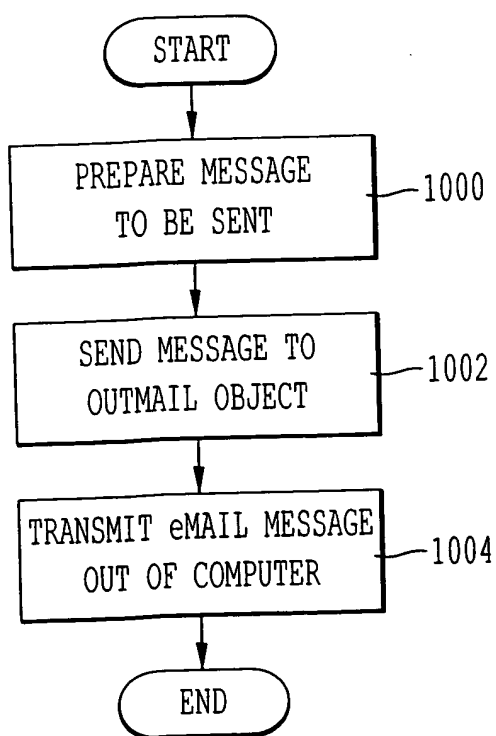 START
PREPARE MESSAGE
TO BE SENT
1000
SEND MESSAGE TO
OUTMAIL OBJECT
1002
TRANSMIT eMAIL MESSAGE
OUT OF COMPUTER
1004
END